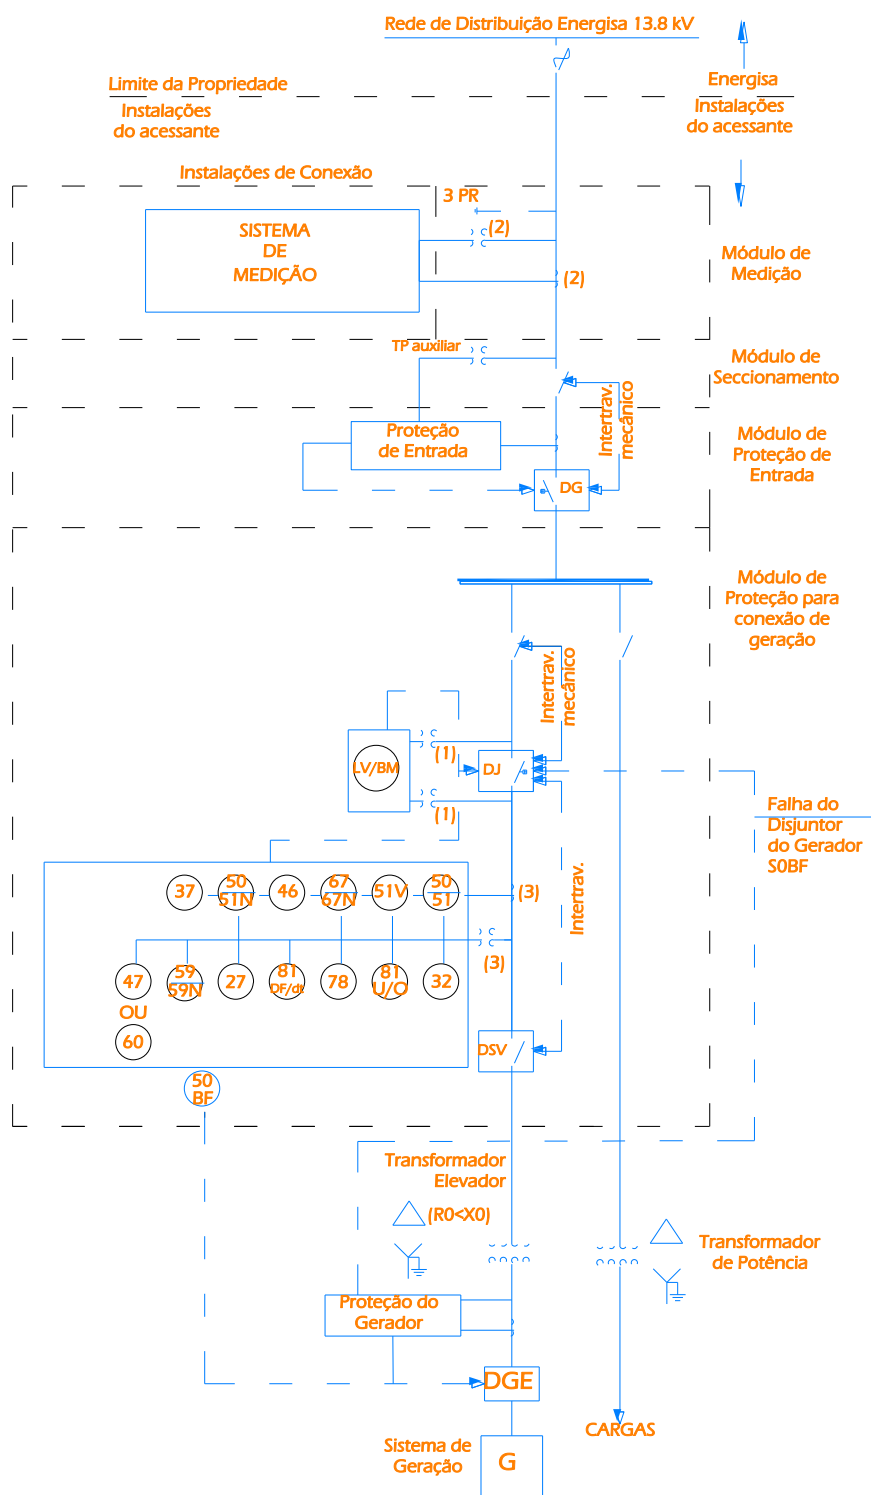 Rede de Distribuição Energisa 13.8 kV
Limite da Propriedade
Energisa
Instalações
do acessante
Instalações
do acessante
Instalações de Conexão
3 PR
(2)
SISTEMA
DE
MEDIÇÃO
(2)
Módulo de
Medição
TP auxiliar
Módulo de
Seccionamento
Intertrav.
mecânico
Proteção
de Entrada
Módulo de
Proteção de
Entrada
DG
Módulo de
Proteção para
conexão de
geração
Intertrav.
mecânico
(1)
LV/BM
DJ
(1)
Falha do
Disjuntor
do Gerador
S0BF
37
50
51N
46
67
67N
51V
50
51
(3)
Intertrav.
(3)
47
59
59N
27
81
DF/dt
78
81
U/O
32
OU
60
DSV
50
BF
Transformador
Elevador
(R0<X0)
Transformador
de Potência
Proteção do
Gerador
DGE
CARGAS
Sistema de
Geração
G